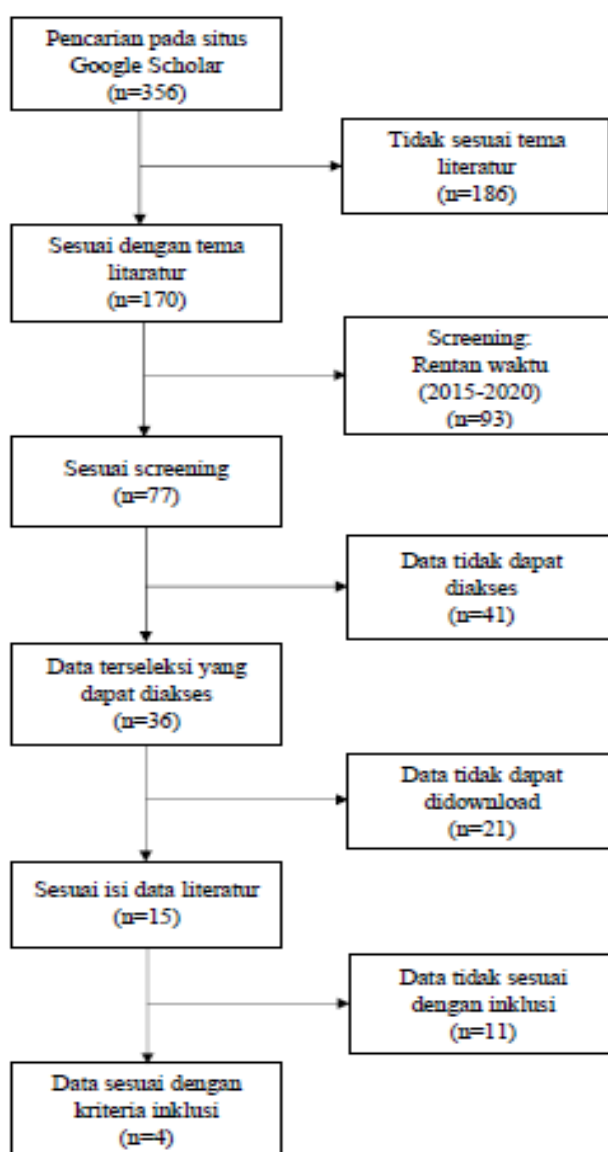 Pencarian pada situs
Google Scholar
(n=356)
Tidak sesuai tema
literatur
(n=186)
Sesuai dengan tema
litaratur
(n=170)
Screening:
Rentan waktu
(2015-2020)
(n=93)
Sesuai screening
(n=77)
Data tidak dapat
diakses
(n=41)
Data terseleksi yang
dapat diakses
(n=36)
Data tidak dapat
didownload
(n=21)
Sesuai isi data literatur
(n=15)
Data tidak sesuai
dengan inklusi
(n=11)
Data sesuai dengan
kriteria inklusi
(n=4)